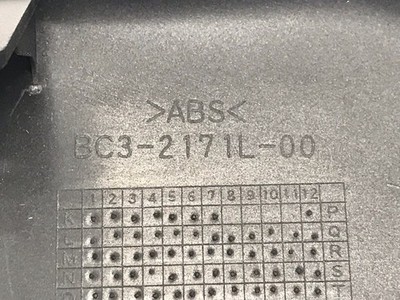 >ABS<
BC3-2171L-00
1 2 3 4 5 6 7 8 9 10 11 12
K P
L Q
M R
N S
O T